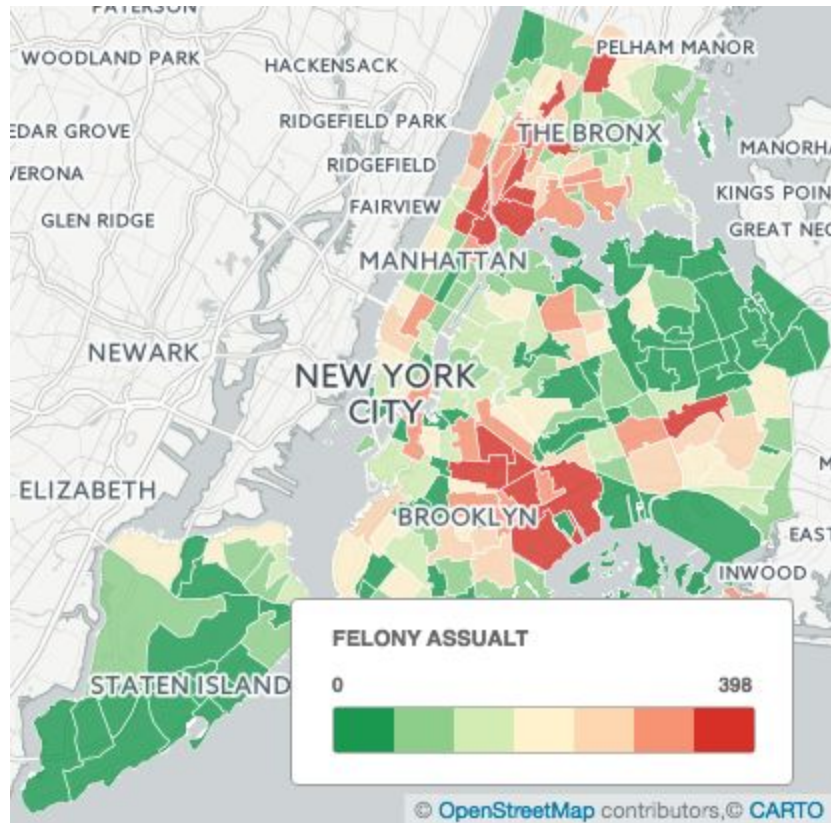 PATERSON
WOODLAND PARK
HACKENSACK
PELHAM MANOR
EDAR GROVE
RIDGEFIELD PARK
THE BRONX
MANORHA
VERONA
RIDGEFIELD
KINGS POIN
GLEN RIDGE
FAIRVIEW
GREAT NEC
MANHATTAN
NEWARK
NEW YORK
CITY
ELIZABETH
BROOKLYN
EAST
INWOOD
STATEN ISLAND
FELONY ASSUALT
0 398
© OpenStreetMap contributors,© CARTO